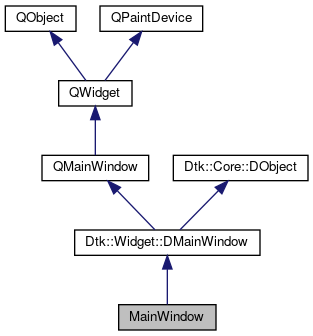 QObject
QPaintDevice
QWidget
QMainWindow
Dtk::Core::DObject
Dtk::Widget::DMainWindow
MainWindow